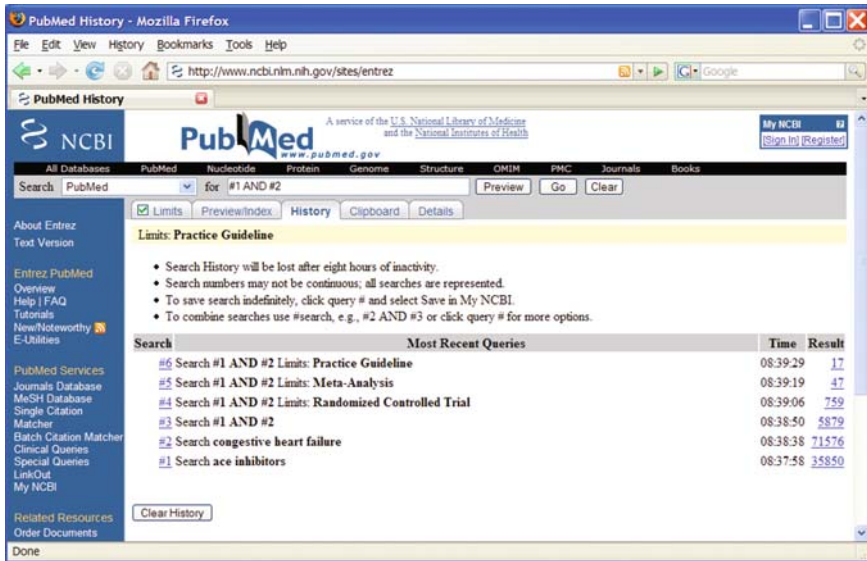 PubMed History - Mozilla Firefox
File Edit View History Bookmarks Tools Help
http://www.ncbi.nlm.nih.gov/sites/entrez
Google
PubMed History
NCBI
PubMed
www.pubmed.gov
A service of the U.S. National Library of Medicine
and the National Institutes of Health
My NCBI
[Sign In] [Register]
All Databases PubMed Nucleotide Protein Genome Structure OMIM PMC Journals Books
Search PubMed for #1 AND #2 Preview Go Clear
Limits Preview/Index History Clipboard Details
Limits: Practice Guideline
About Entrez
Text Version
Entrez PubMed
Overview
Help | FAQ
Tutorials
New/Noteworthy
E-Utilities
PubMed Services
Journals Database
MeSH Database
Single Citation
Matcher
Batch Citation Matcher
Clinical Queries
Special Queries
LinkOut
My NCBI
Related Resources
Order Documents
• Search History will be lost after eight hours of inactivity.
• Search numbers may not be continuous; all searches are represented.
• To save search indefinitely, click query # and select Save in My NCBI.
• To combine searches use #search, e.g., #2 AND #3 or click query # for more options.
Search Most Recent Queries Time Result
#6 Search #1 AND #2 Limits: Practice Guideline 08:39:29 17
#5 Search #1 AND #2 Limits: Meta-Analysis 08:39:19 47
#4 Search #1 AND #2 Limits: Randomized Controlled Trial 08:39:06 759
#3 Search #1 AND #2 08:38:50 5879
#2 Search congestive heart failure 08:38:38 71576
#1 Search ace inhibitors 08:37:58 35850
Clear History
Done